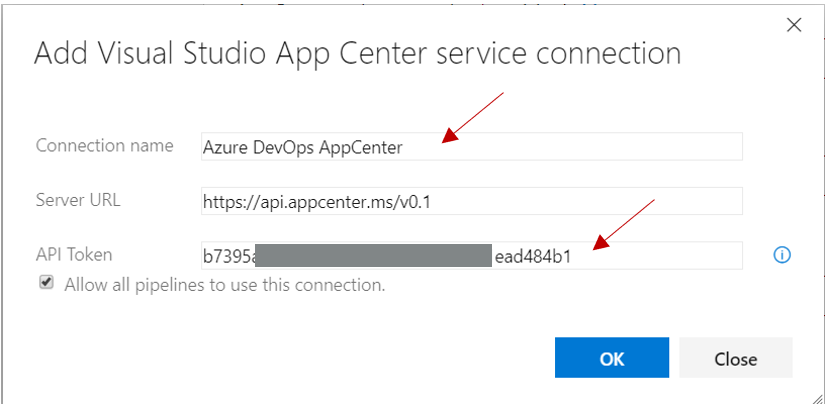 Add Visual Studio App Center service connection
Connection name
Azure DevOps AppCenter
Server URL
https://api.appcenter.ms/v0.1
API Token
b7395a ead484b1
Allow all pipelines to use this connection.
OK Close